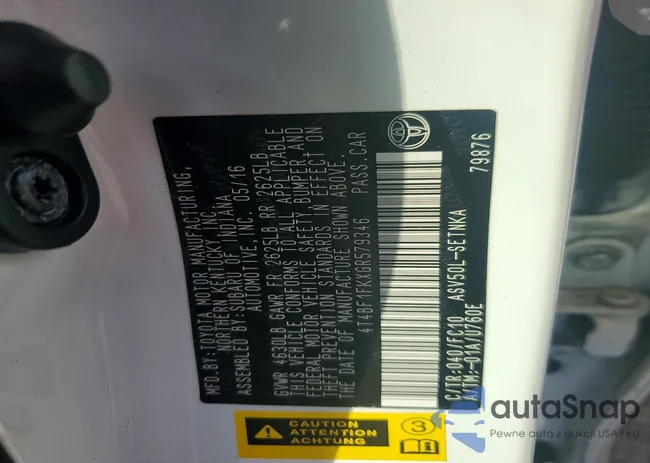 MFD. BY: TOYOTA MOTOR MANUFACTURING,
NORTHERN KENTUCKY, INC.
ASSEMBLED BY: SUBARU OF INDIANA
AUTOMOTIVE, INC. 05/16
GVWR 4630LB GAWR FR 2625LB RR 2625LB
THIS VEHICLE CONFORMS TO ALL APPLICABLE
FEDERAL MOTOR VEHICLE SAFETY, BUMPER, AND
THEFT PREVENTION STANDARDS IN EFFECT ON
THE DATE OF MANUFACTURE SHOWN ABOVE.
4T4BF1FKXGR579346 PASS.CAR
C/TR:040/FC10 ASV50L-SETNKA 79876
A/TM:-01A/U760E
CAUTION
ATTENTION
ACHTUNG
3
autaSnap
Pewne auta z aukcji USA i EU